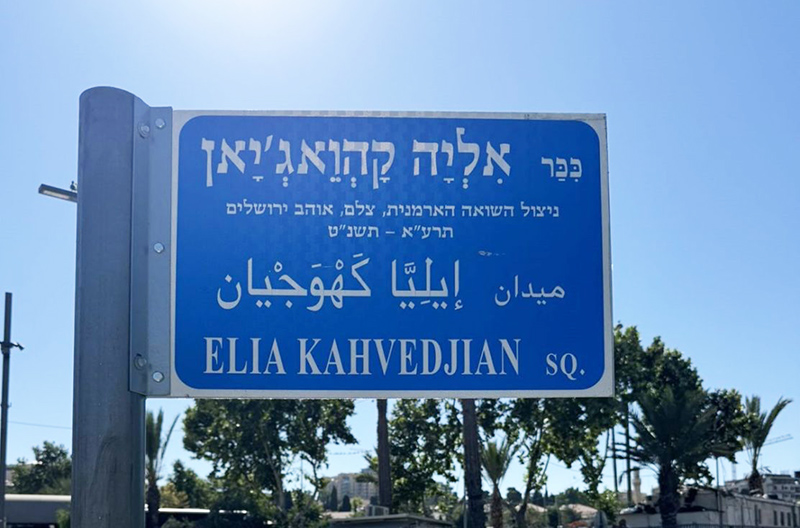 כִּכַּר אֵלִיָּה קָהְוֵאגְ'יָאן
ניצול השואה הארמנית, צלם, אוהב ירושלים
תרע"א - תשנ"ט
ميدان إيلِيَّا كَهْوَجْيان
ELIA KAHVEDJIAN SQ.